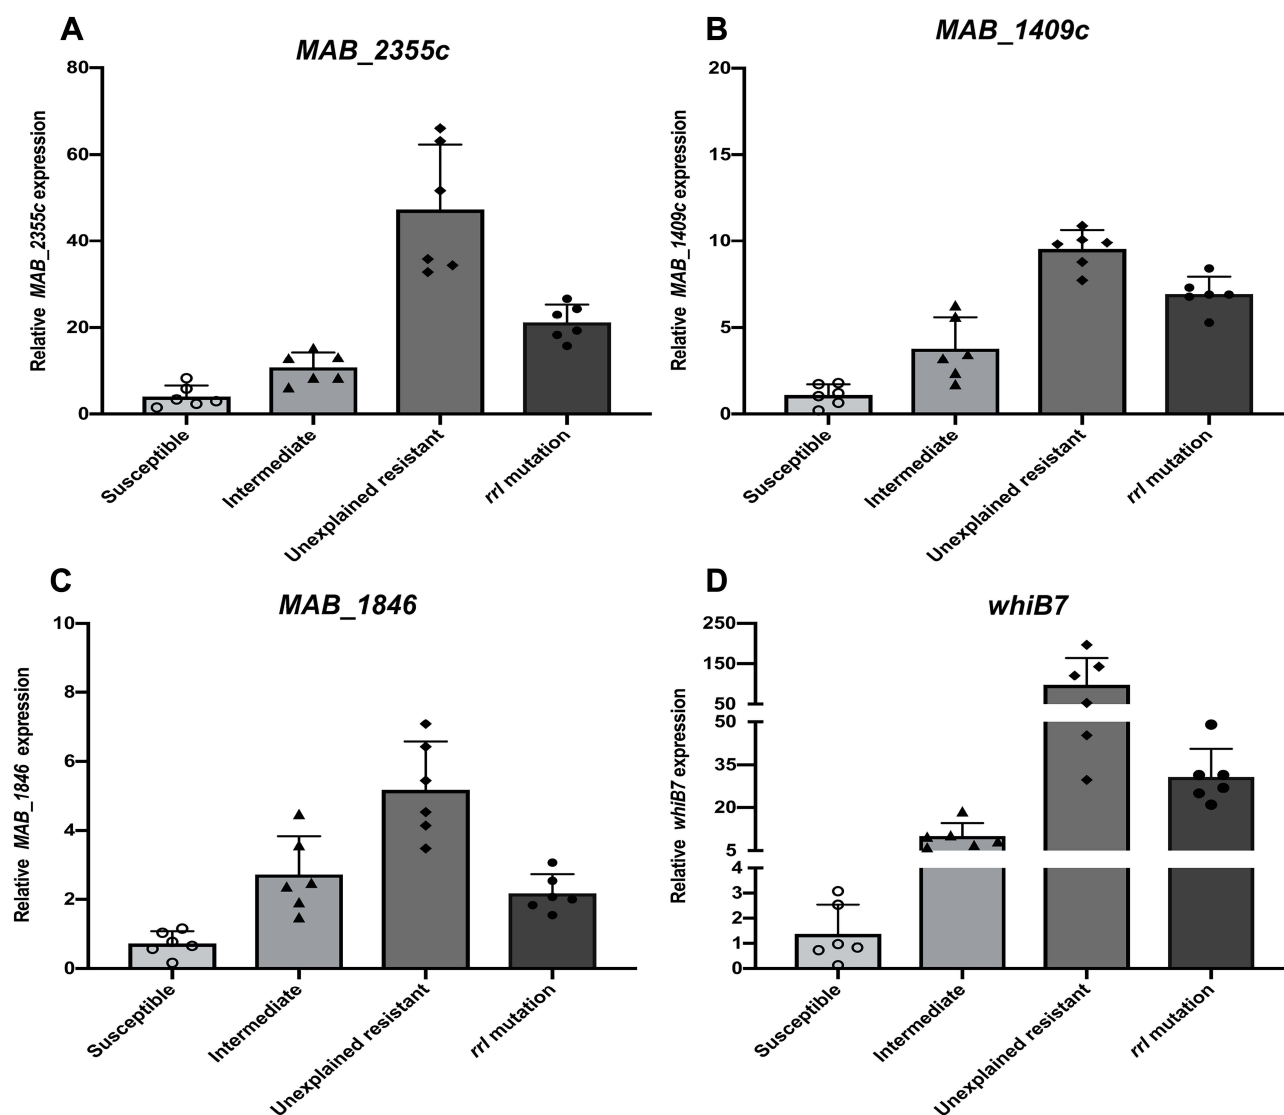 A
MAB_2355c
Relative MAB_2355c expression
80
60
40
20
0
Susceptible
Intermediate
Unexplained resistant
rrl mutation
B
MAB_1409c
Relative MAB_1409c expression
20
15
10
5
0
Susceptible
Intermediate
Unexplained resistant
rrl mutation
C
MAB_1846
Relative MAB_1846 expression
10
8
6
4
2
0
Susceptible
Intermediate
Unexplained resistant
rrl mutation
D
whiB7
Relative whiB7 expression
250
150
50
50
35
20
5
4
3
2
1
0
Susceptible
Intermediate
Unexplained resistant
rrl mutation